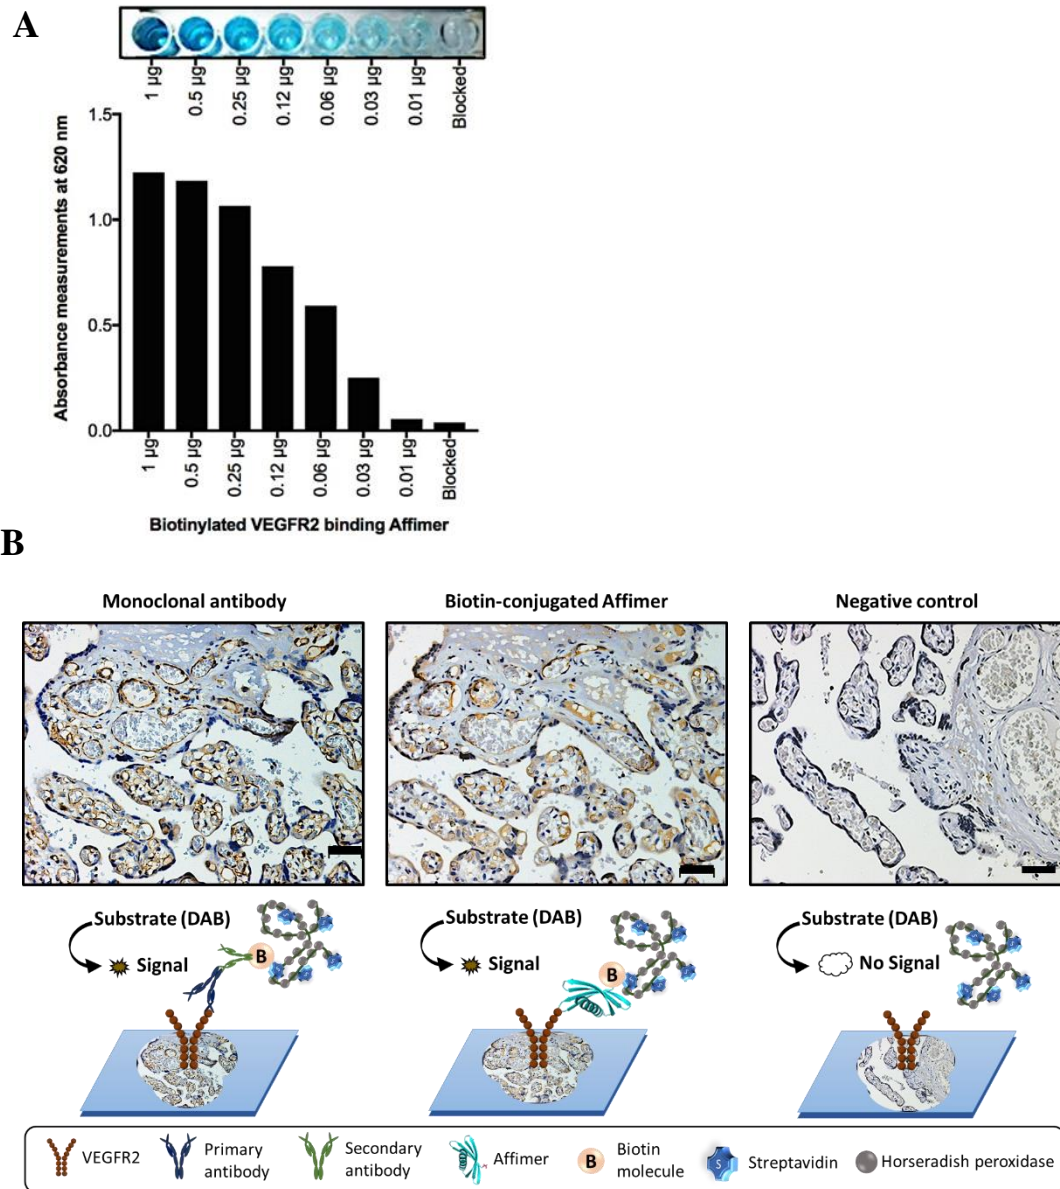 A
1 µg
0.5 µg
0.25 µg
0.12 µg
0.06 µg
0.03 µg
0.01 µg
Blocked
Absorbance measurements at 620 nm
1.5
1.0
0.5
0.0
1 µg
0.5 µg
0.25 µg
0.12 µg
0.06 µg
0.03 µg
0.01 µg
Blocked
Biotinylated VEGFR2 binding Affimer
B
Monoclonal antibody
Biotin-conjugated Affimer
Negative control
Substrate (DAB)
Signal
B
Substrate (DAB)
Signal
B
Substrate (DAB)
No Signal
VEGFR2
Primary
antibody
Secondary
antibody
Affimer
B
Biotin
molecule
S
Streptavidin
Horseradish peroxidase